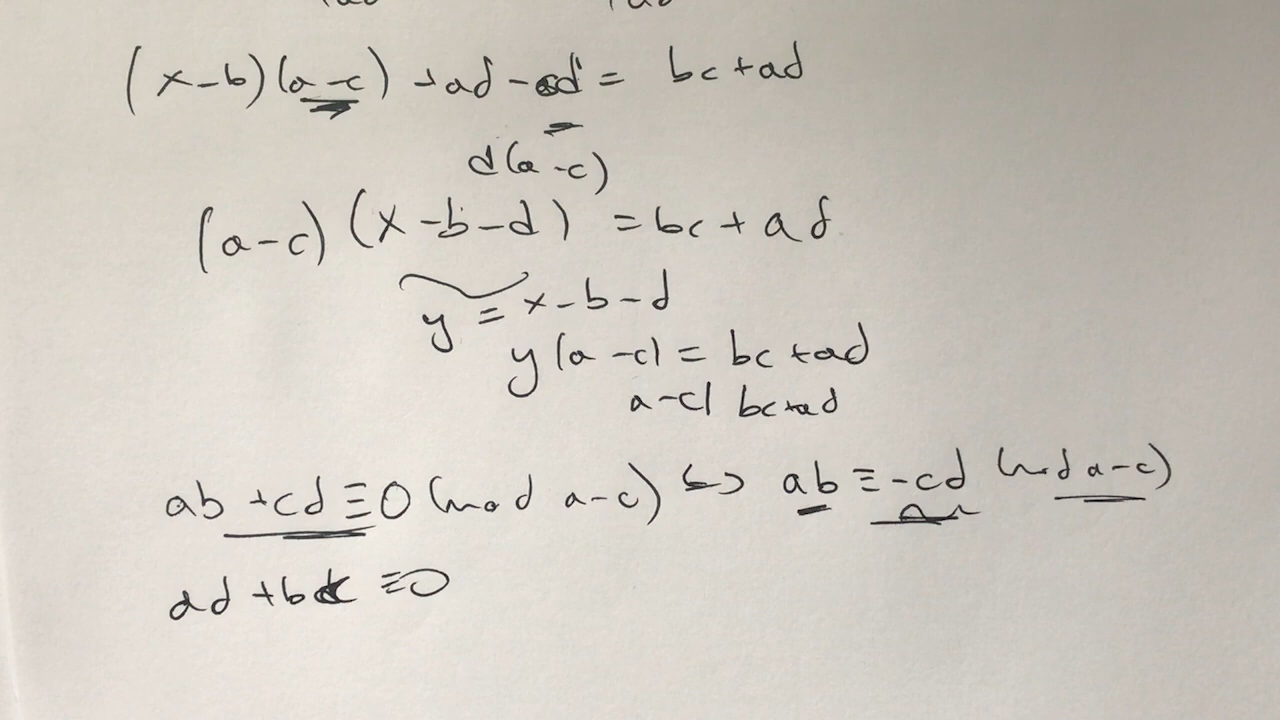 (x-b)(a-c) +ad-cd = bc+ad
d(a-c)
(a-c)(x-b-d) = bc+ad
y = x-b-d
y(a-c) = bc+ad
a-c| bc+ad
ab+cd≡0 (mod a-c) ↔ ab≡-cd (mod a-c)
ad+bc≡0